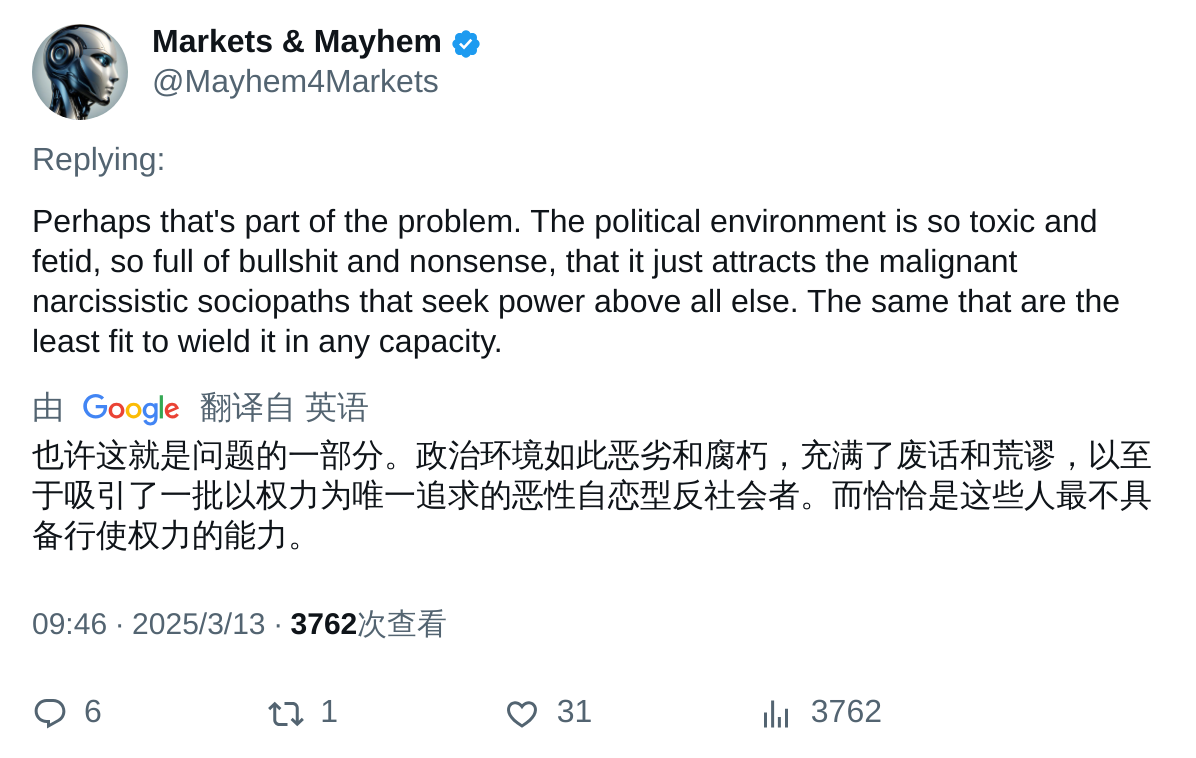 Markets & Mayhem
@Mayhem4Markets
Replying:
Perhaps that's part of the problem. The political environment is so toxic and
fetid, so full of bullshit and nonsense, that it just attracts the malignant
narcissistic sociopaths that seek power above all else. The same that are the
least fit to wield it in any capacity.
由 Google 翻译自 英语
也许这就是问题的一部分。政治环境如此恶劣和腐朽，充满了废话和荒谬，以至
于吸引了一批以权力为唯一追求的恶性自恋型反社会者。而恰恰是这些人最不具
备行使权力的能力。
09:46 · 2025/3/13 · 3762次查看
6 1 31 3762